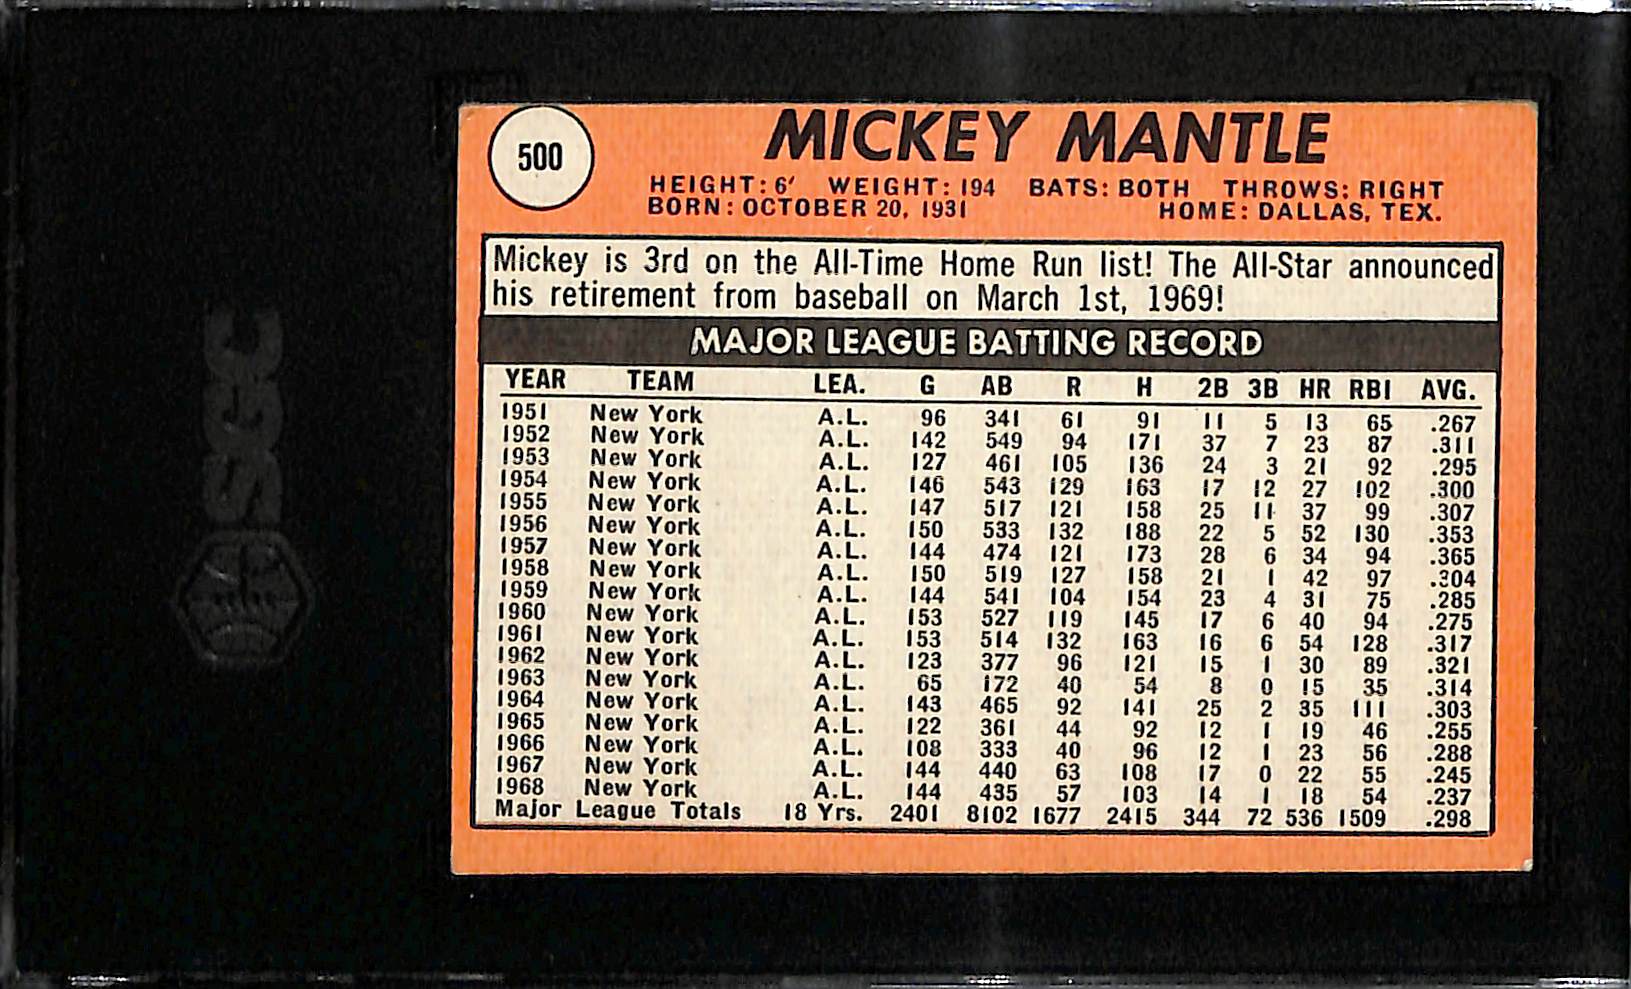 500
MICKEY MANTLE
HEIGHT: 6' WEIGHT: 194 BATS: BOTH THROWS: RIGHT
BORN: OCTOBER 20, 1931 HOME: DALLAS, TEX.
Mickey is 3rd on the All-Time Home Run list! The All-Star announced
his retirement from baseball on March 1st, 1969!
MAJOR LEAGUE BATTING RECORD
YEAR TEAM LEA. G AB R H 2B 3B HR RBI AVG.
1951 New York A.L. 96 341 61 91 11 5 13 65 .267
1952 New York A.L. 142 549 94 171 37 7 23 87 .311
1953 New York A.L. 127 461 105 136 24 3 21 92 .295
1954 New York A.L. 146 543 129 163 17 12 27 102 .300
1955 New York A.L. 147 517 121 158 25 11 37 99 .307
1956 New York A.L. 150 533 132 188 22 5 52 130 .353
1957 New York A.L. 144 474 121 173 28 6 34 94 .365
1958 New York A.L. 150 519 127 158 21 1 42 97 .304
1959 New York A.L. 144 541 104 154 23 4 31 75 .285
1960 New York A.L. 153 527 119 145 17 6 40 94 .275
1961 New York A.L. 153 514 132 163 16 6 54 128 .317
1962 New York A.L. 123 377 96 121 15 1 30 89 .321
1963 New York A.L. 65 172 40 54 8 0 15 35 .314
1964 New York A.L. 143 465 92 141 25 2 35 111 .303
1965 New York A.L. 122 361 44 92 12 1 19 46 .255
1966 New York A.L. 108 333 40 96 12 1 23 56 .288
1967 New York A.L. 144 440 63 108 17 0 22 55 .245
1968 New York A.L. 144 435 57 103 14 1 18 54 .237
Major League Totals 18 Yrs. 2401 8102 1677 2415 344 72 536 1509 .298
SGC